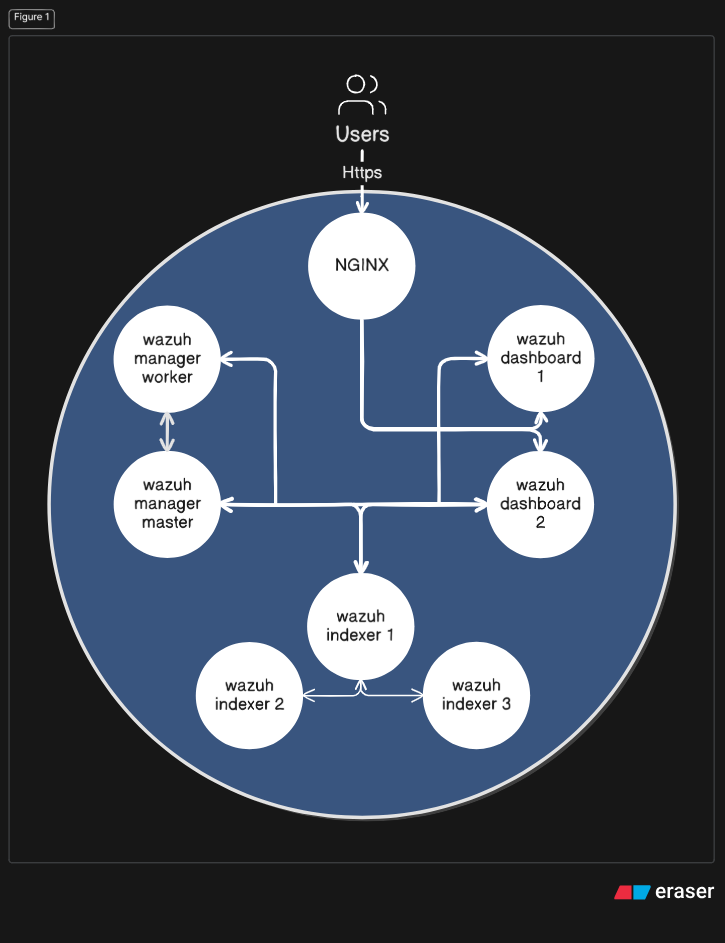 Figure 1
Users
Https
NGINX
wazuh
manager
worker
wazuh
dashboard
1
wazuh
manager
master
wazuh
dashboard
2
wazuh
indexer 1
wazuh
indexer 2
wazuh
indexer 3
eraser